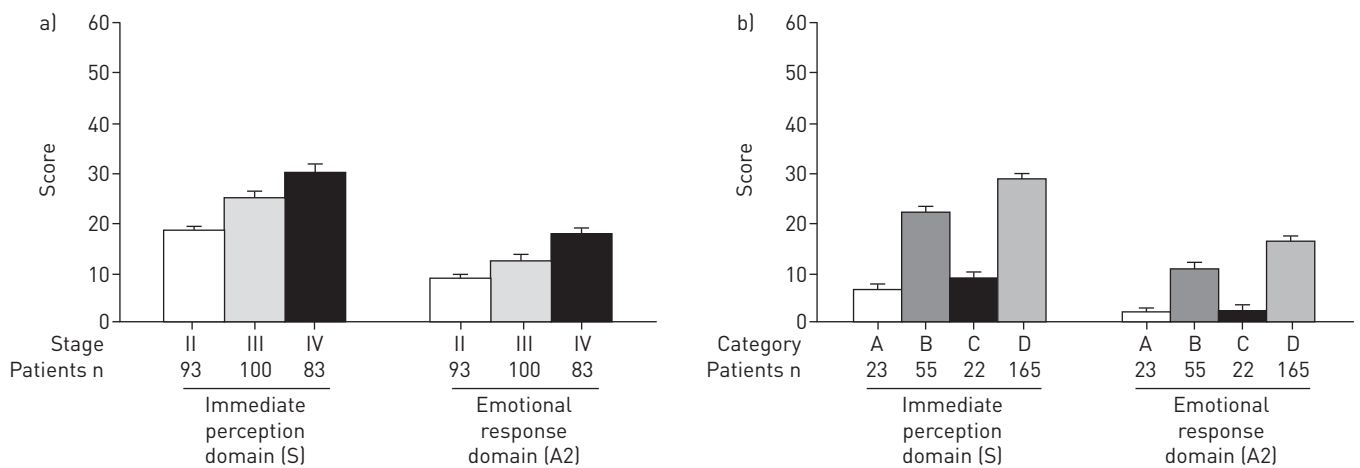 a)
60
50
40
30
20
10
0
Score
Stage II III IV II III IV
Patients n 93 100 83 93 100 83
Immediate perception domain (S)
Emotional response domain (A2)
b)
60
50
40
30
20
10
0
Score
Category A B C D A B C D
Patients n 23 55 22 165 23 55 22 165
Immediate
perception
domain (S)
Emotional
response
domain (A2)